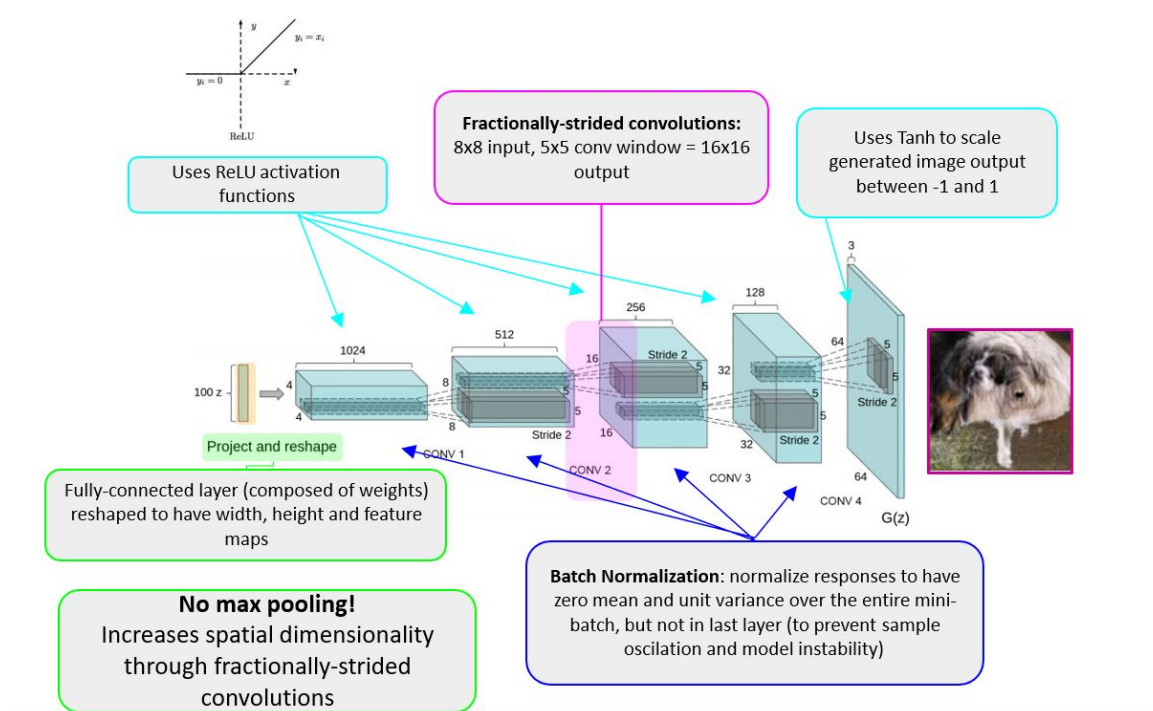 y
y_i = x_i
y_i = 0
x
ReLU
Uses ReLU activation
functions
Fractionally-strided convolutions:
8x8 input, 5x5 conv window = 16x16
output
Uses Tanh to scale
generated image output
between -1 and 1
100 z
Project and reshape
4
4
1024
CONV 1
8
8
512
5
5
Stride 2
CONV 2
16
16
256
Stride 2
5
5
CONV 3
32
32
128
5
5
Stride 2
CONV 4
64
64
3
5
5
Stride 2
G(z)
Fully-connected layer (composed of weights)
reshaped to have width, height and feature
maps
No max pooling!
Increases spatial dimensionality
through fractionally-strided
convolutions
Batch Normalization: normalize responses to have
zero mean and unit variance over the entire mini-
batch, but not in last layer (to prevent sample
oscilation and model instability)